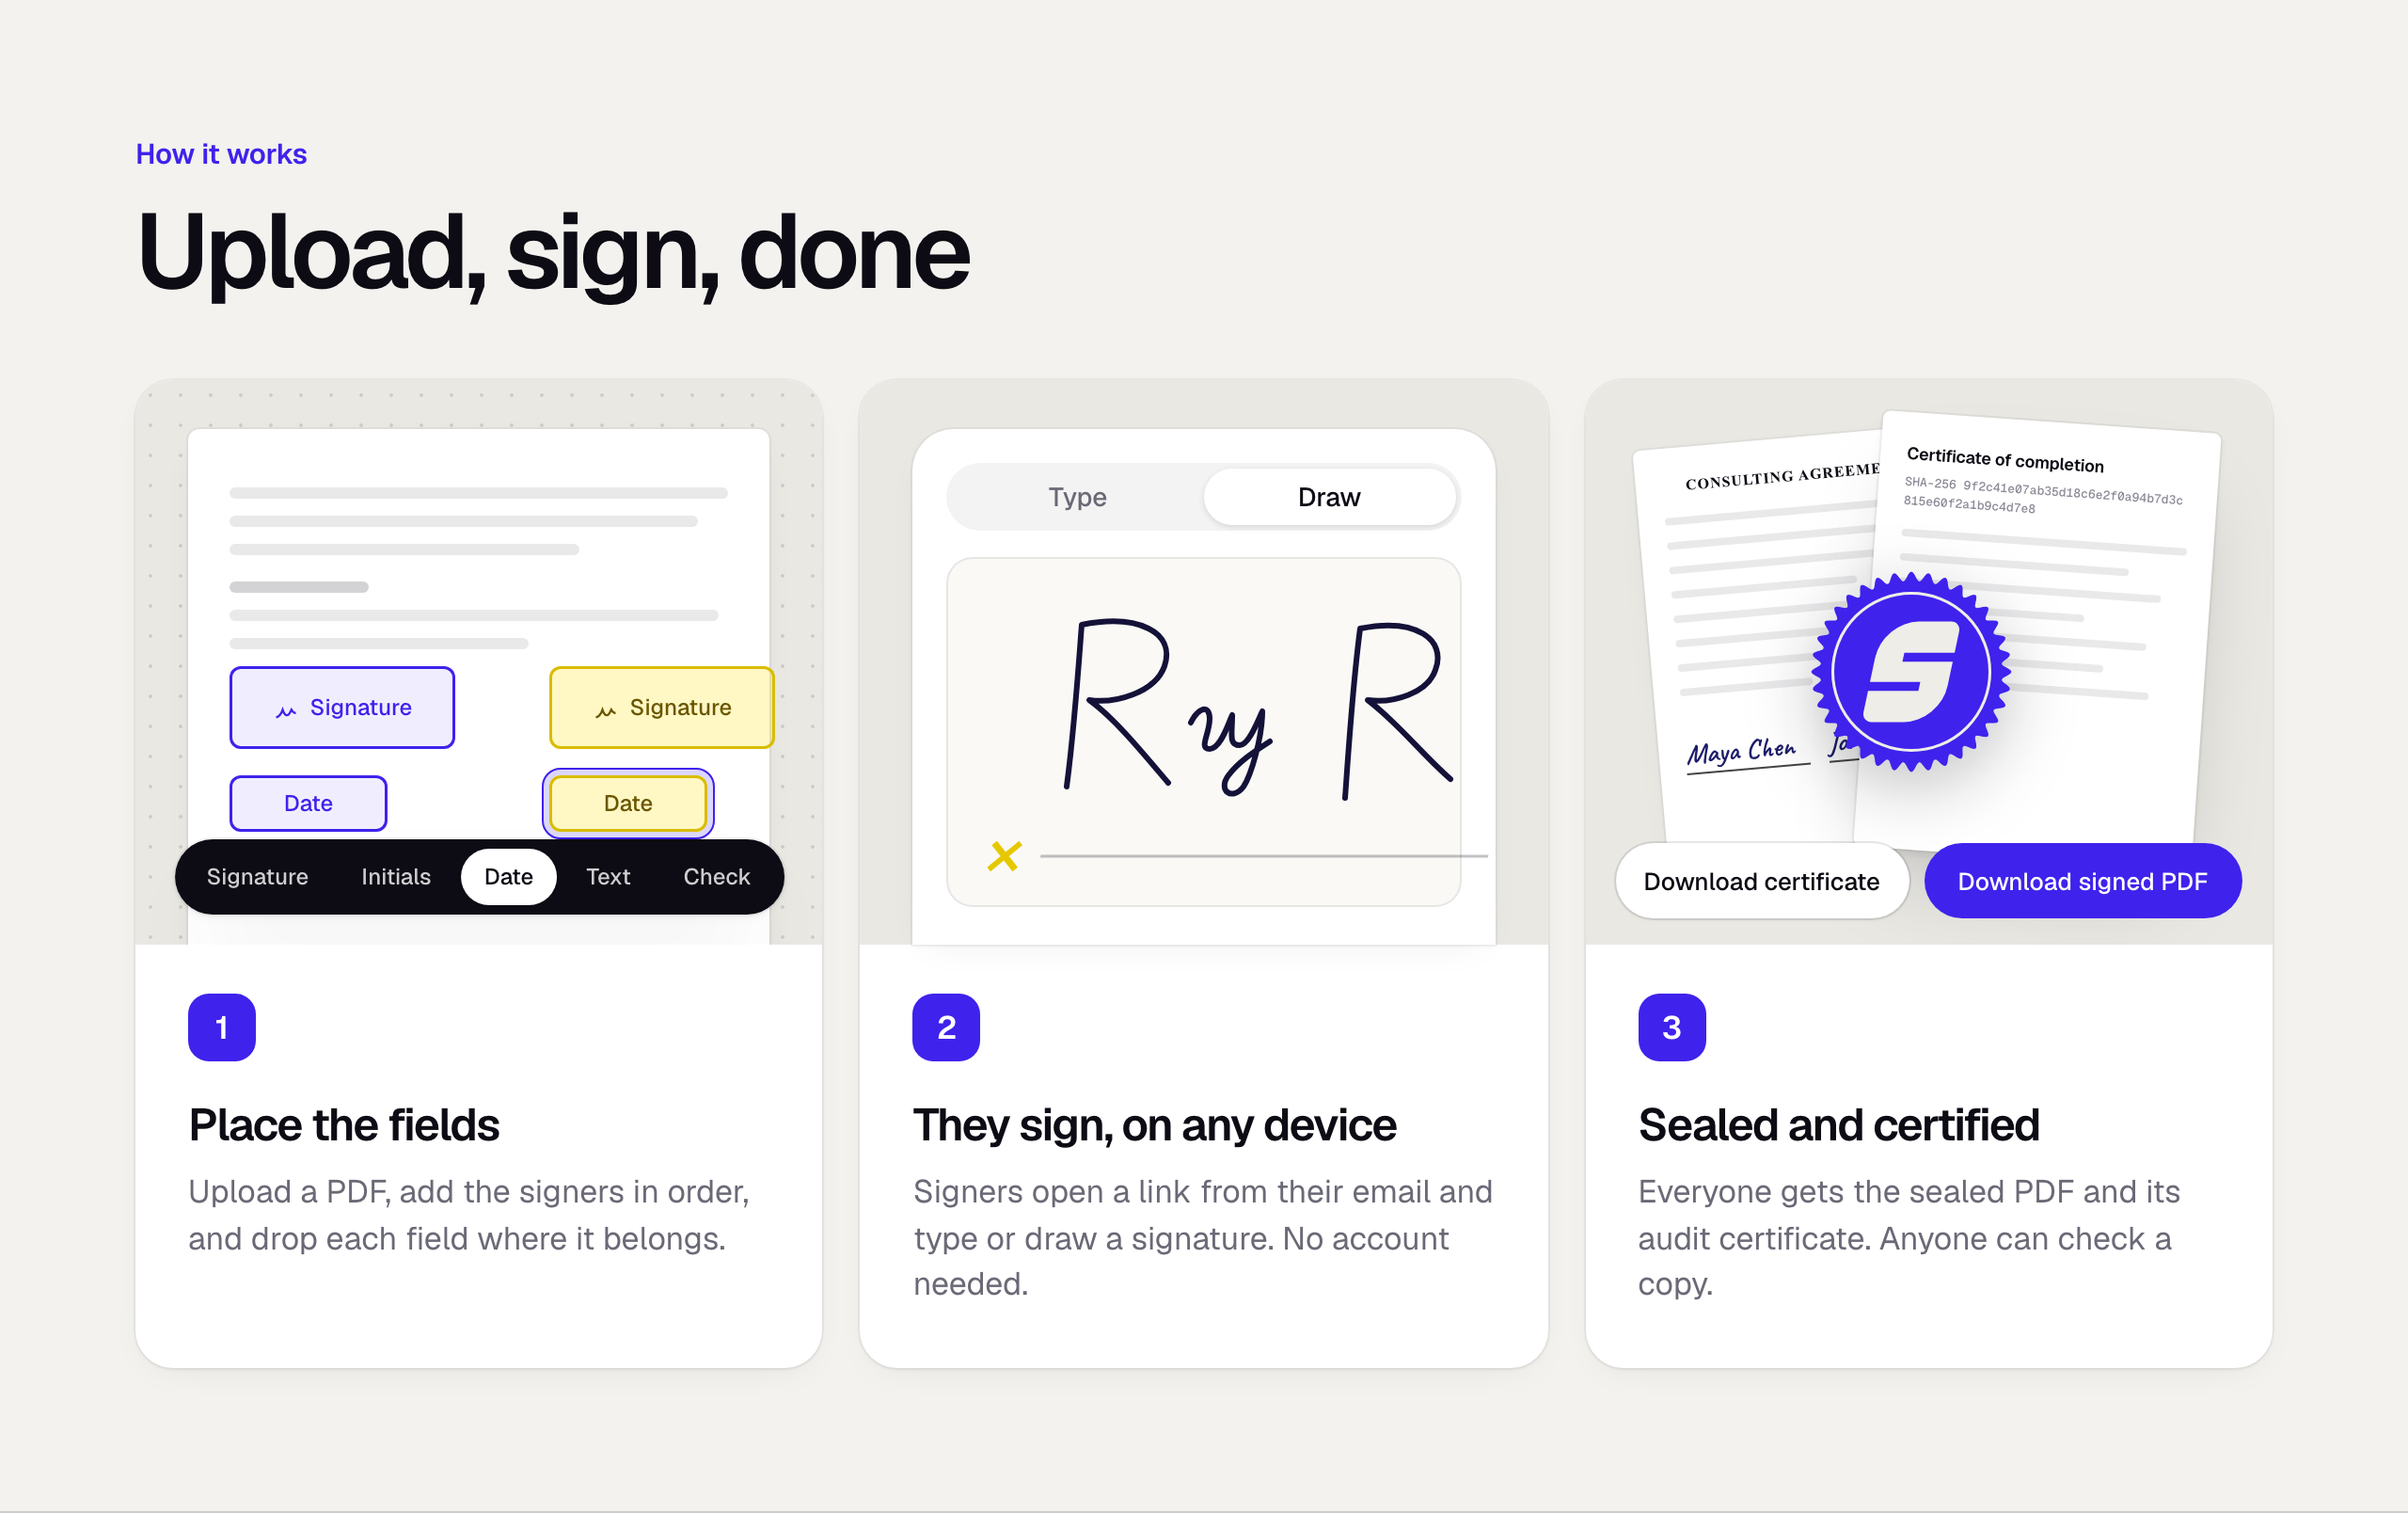 How it works
Upload, sign, done
Signature
Signature
Date
Date
Signature Initials Date Text Check
1
Place the fields
Upload a PDF, add the signers in order,
and drop each field where it belongs.
Type Draw
R y R
2
They sign, on any device
Signers open a link from their email and
type or draw a signature. No account
needed.
CONSULTING AGREEME
Maya Chen Ja
Certificate of completion
SHA-256 9f2c41e07ab35d18c6e2f0a94b7d3c
815e60f2a1b9c4d7e8
Download certificate
Download signed PDF
3
Sealed and certified
Everyone gets the sealed PDF and its
audit certificate. Anyone can check a
copy.